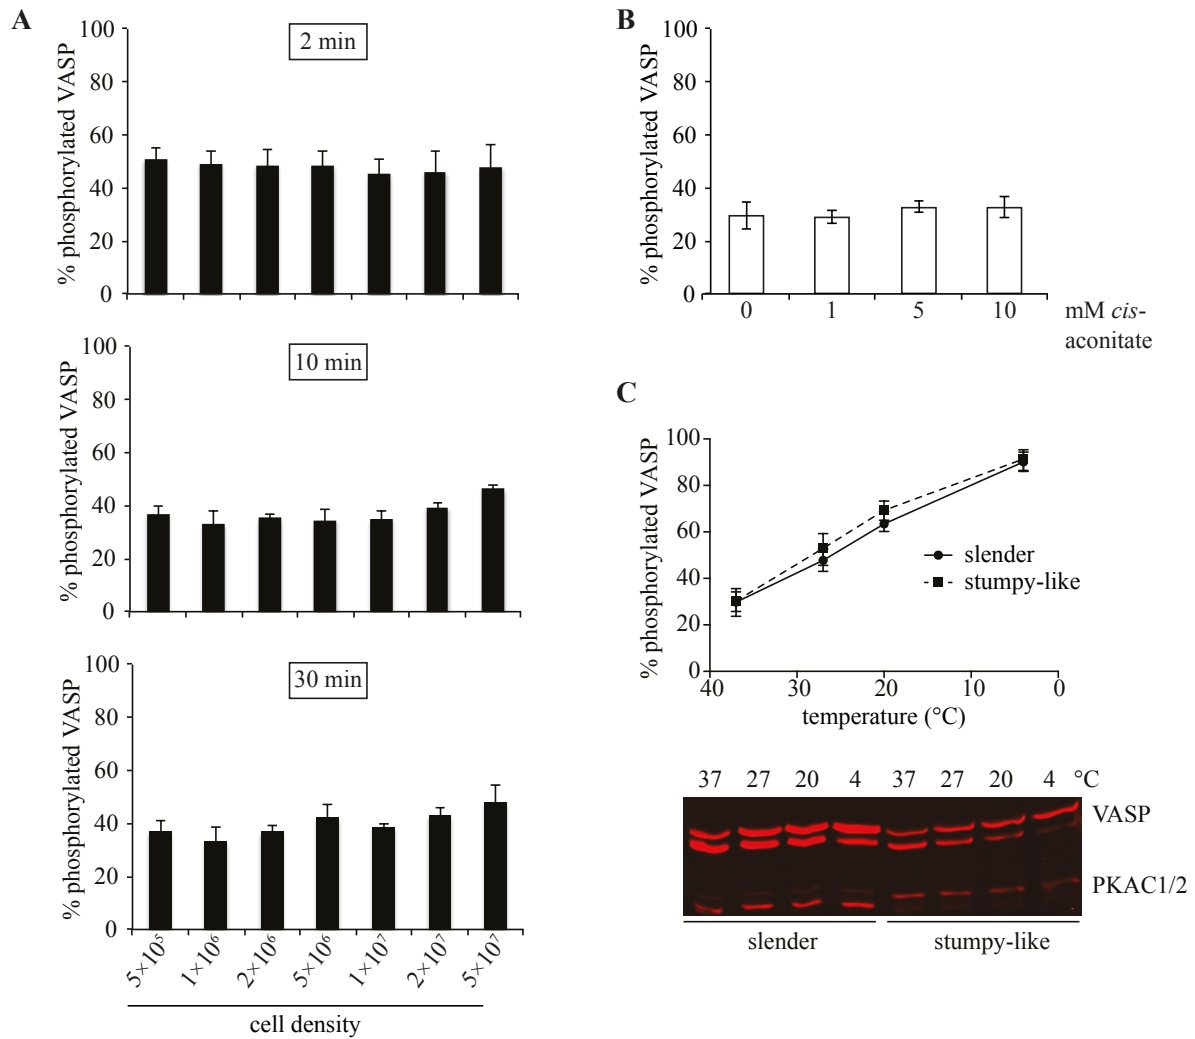 A
% phosphorylated VASP
100
80
60
40
20
0
2 min
% phosphorylated VASP
100
80
60
40
20
0
10 min
% phosphorylated VASP
100
80
60
40
20
0
30 min
5×10⁵ 1×10⁶ 2×10⁶ 5×10⁶ 1×10⁷ 2×10⁷ 5×10⁷
cell density
B
% phosphorylated VASP
100
80
60
40
20
0
0 1 5 10 mM cis-
aconitate
C
% phosphorylated VASP
100
80
60
40
20
0
slender
stumpy-like
40 30 20 10 0
temperature (°C)
37 27 20 4 37 27 20 4 °C
VASP
PKAC1/2
slender stumpy-like